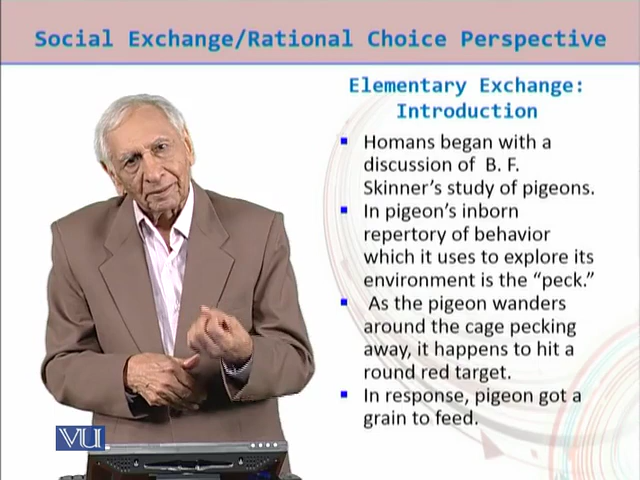 Social Exchange/Rational Choice Perspective
Elementary Exchange:
Introduction
Homans began with a
discussion of B. F.
Skinner's study of pigeons.
In pigeon's inborn
repertory of behavior
which it uses to explore its
environment is the “peck.”
As the pigeon wanders
around the cage pecking
away, it happens to hit a
round red target.
In response, pigeon got a
grain to feed.
VU